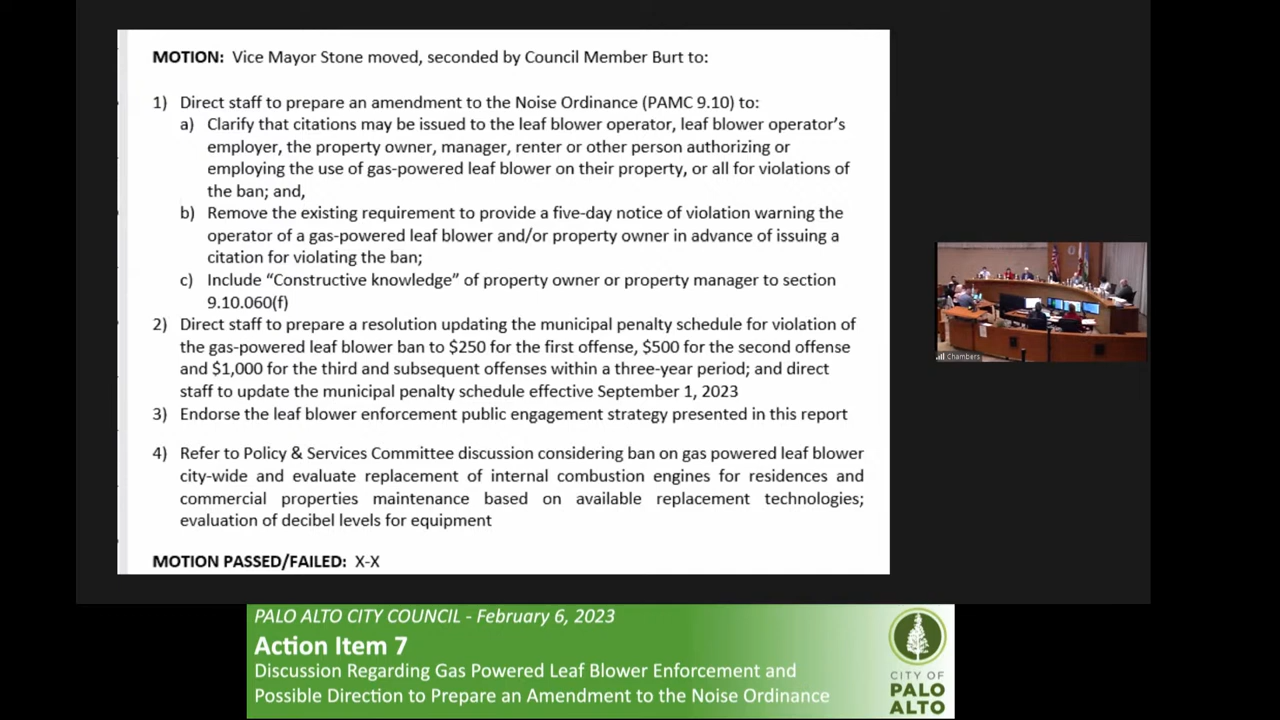 MOTION: Vice Mayor Stone moved, seconded by Council Member Burt to:
1) Direct staff to prepare an amendment to the Noise Ordinance (PAMC 9.10) to:
a) Clarify that citations may be issued to the leaf blower operator, leaf blower operator's
employer, the property owner, manager, renter or other person authorizing or
employing the use of gas-powered leaf blower on their property, or all for violations of
the ban; and,
b) Remove the existing requirement to provide a five-day notice of violation warning the
operator of a gas-powered leaf blower and/or property owner in advance of issuing a
citation for violating the ban;
c) Include “Constructive knowledge” of property owner or property manager to section
9.10.060(f)
2) Direct staff to prepare a resolution updating the municipal penalty schedule for violation of
the gas-powered leaf blower ban to $250 for the first offense, $500 for the second offense
and $1,000 for the third and subsequent offenses within a three-year period; and direct
staff to update the municipal penalty schedule effective September 1, 2023
3) Endorse the leaf blower enforcement public engagement strategy presented in this report
4) Refer to Policy & Services Committee discussion considering ban on gas powered leaf blower
city-wide and evaluate replacement of internal combustion engines for residences and
commercial properties maintenance based on available replacement technologies;
evaluation of decibel levels for equipment
MOTION PASSED/FAILED: X-X
Chambers
PALO ALTO CITY COUNCIL - February 6, 2023
Action Item 7
Discussion Regarding Gas Powered Leaf Blower Enforcement and
Possible Direction to Prepare an Amendment to the Noise Ordinance
CITY OF
PALO
ALTO